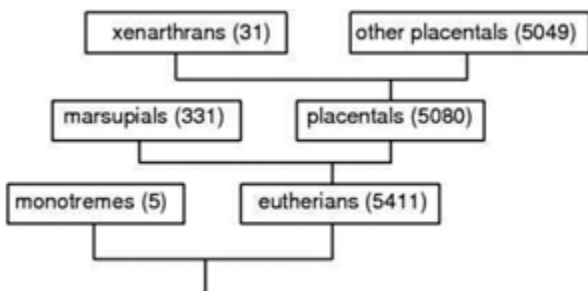 xenarthrans (31)
other placentals (5049)
marsupials (331)
placentals (5080)
monotremes (5)
eutherians (5411)